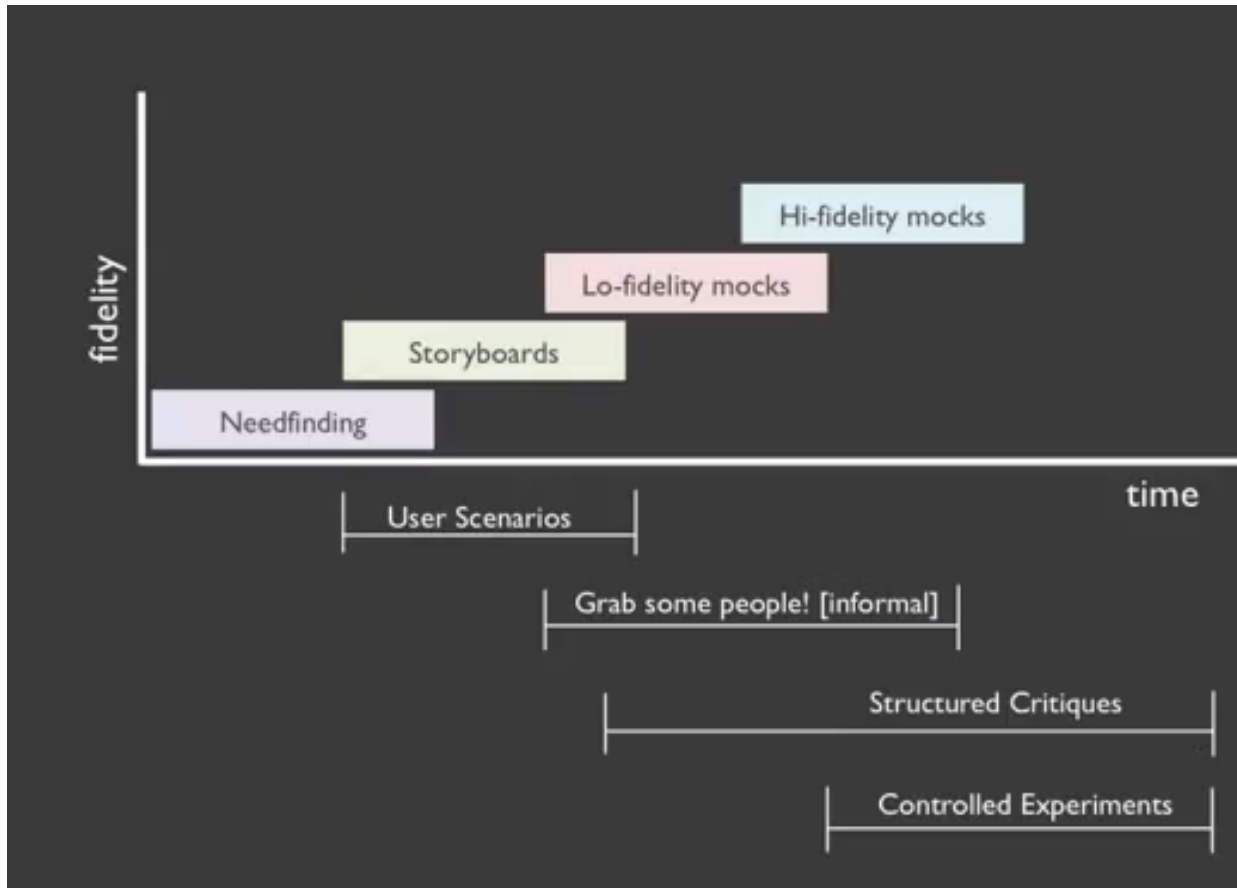 Hi-fidelity mocks
Lo-fidelity mocks
fidelity
Storyboards
Needfinding
time
User Scenarios
Grab some people! [informal]
Structured Critiques
Controlled Experiments